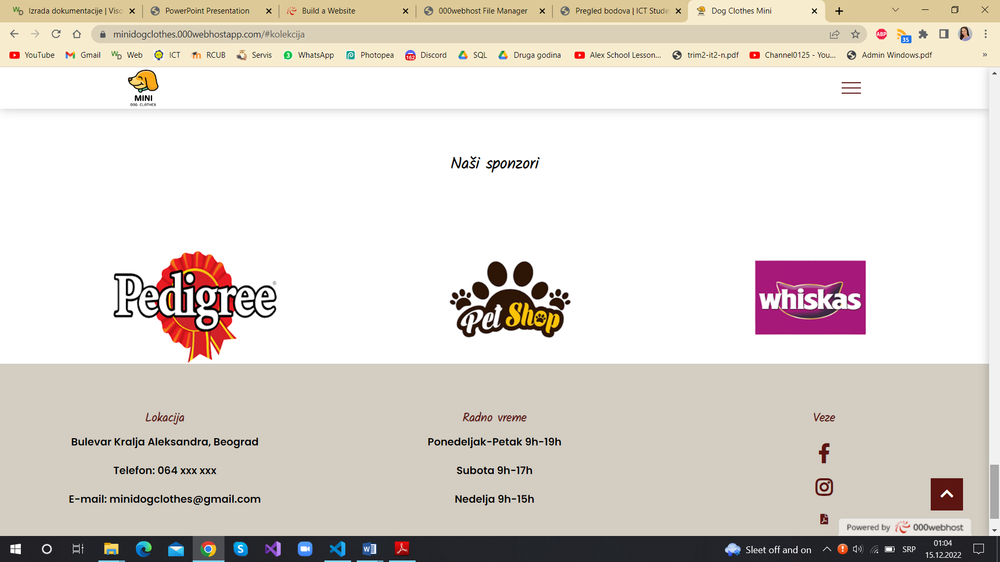 Izrada dokumentacije | Viso
PowerPoint Presentation
Build a Website
000webhost File Manager
Pregled bodova | ICT Stude
Dog Clothes Mini
minidogclothes.000webhostapp.com/#kolekcija
ABP
35
YouTube
Gmail
Web
ICT
RCUB
Servis
3
WhatsApp
Photopea
162
Discord
SQL
Druga godina
Alex School Lesson...
trim2-it2-n.pdf
Channel0125 - You...
Admin Windows.pdf
»
MINI
DOG CLOTHES
Naši sponzori
Pedigree®
Pet Shop
whiskas
Lokacija
Bulevar Kralja Aleksandra, Beograd
Telefon: 064 xxx xxx
E-mail: minidogclothes@gmail.com
Radno vreme
Ponedeljak-Petak 9h-19h
Subota 9h-17h
Nedelja 9h-15h
Veze
Powered by 000webhost
Sleet off and on
SRP
01:04
15.12.2022